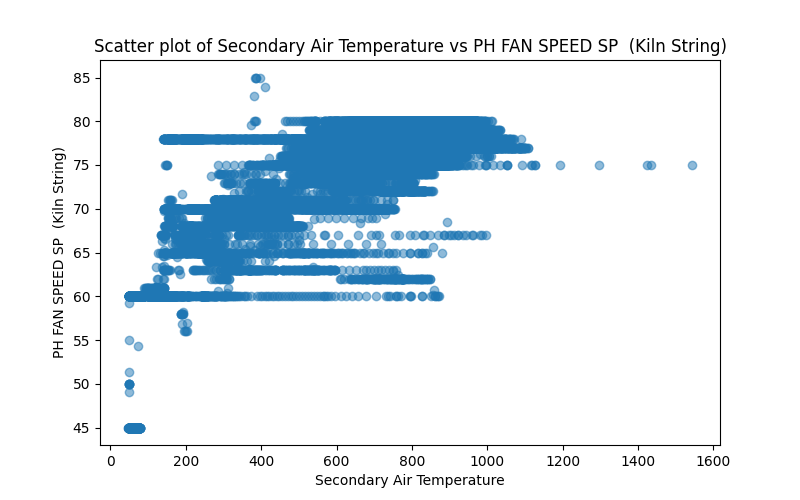 Scatter plot of Secondary Air Temperature vs PH FAN SPEED SP  (Kiln String)
PH FAN SPEED SP  (Kiln String)
85
80
75
70
65
60
55
50
45
0 200 400 600 800 1000 1200 1400 1600
Secondary Air Temperature